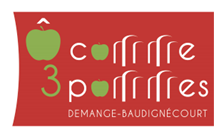 Ô comme
3 pommes
DEMANGE-BAUDIGNÉCOURT